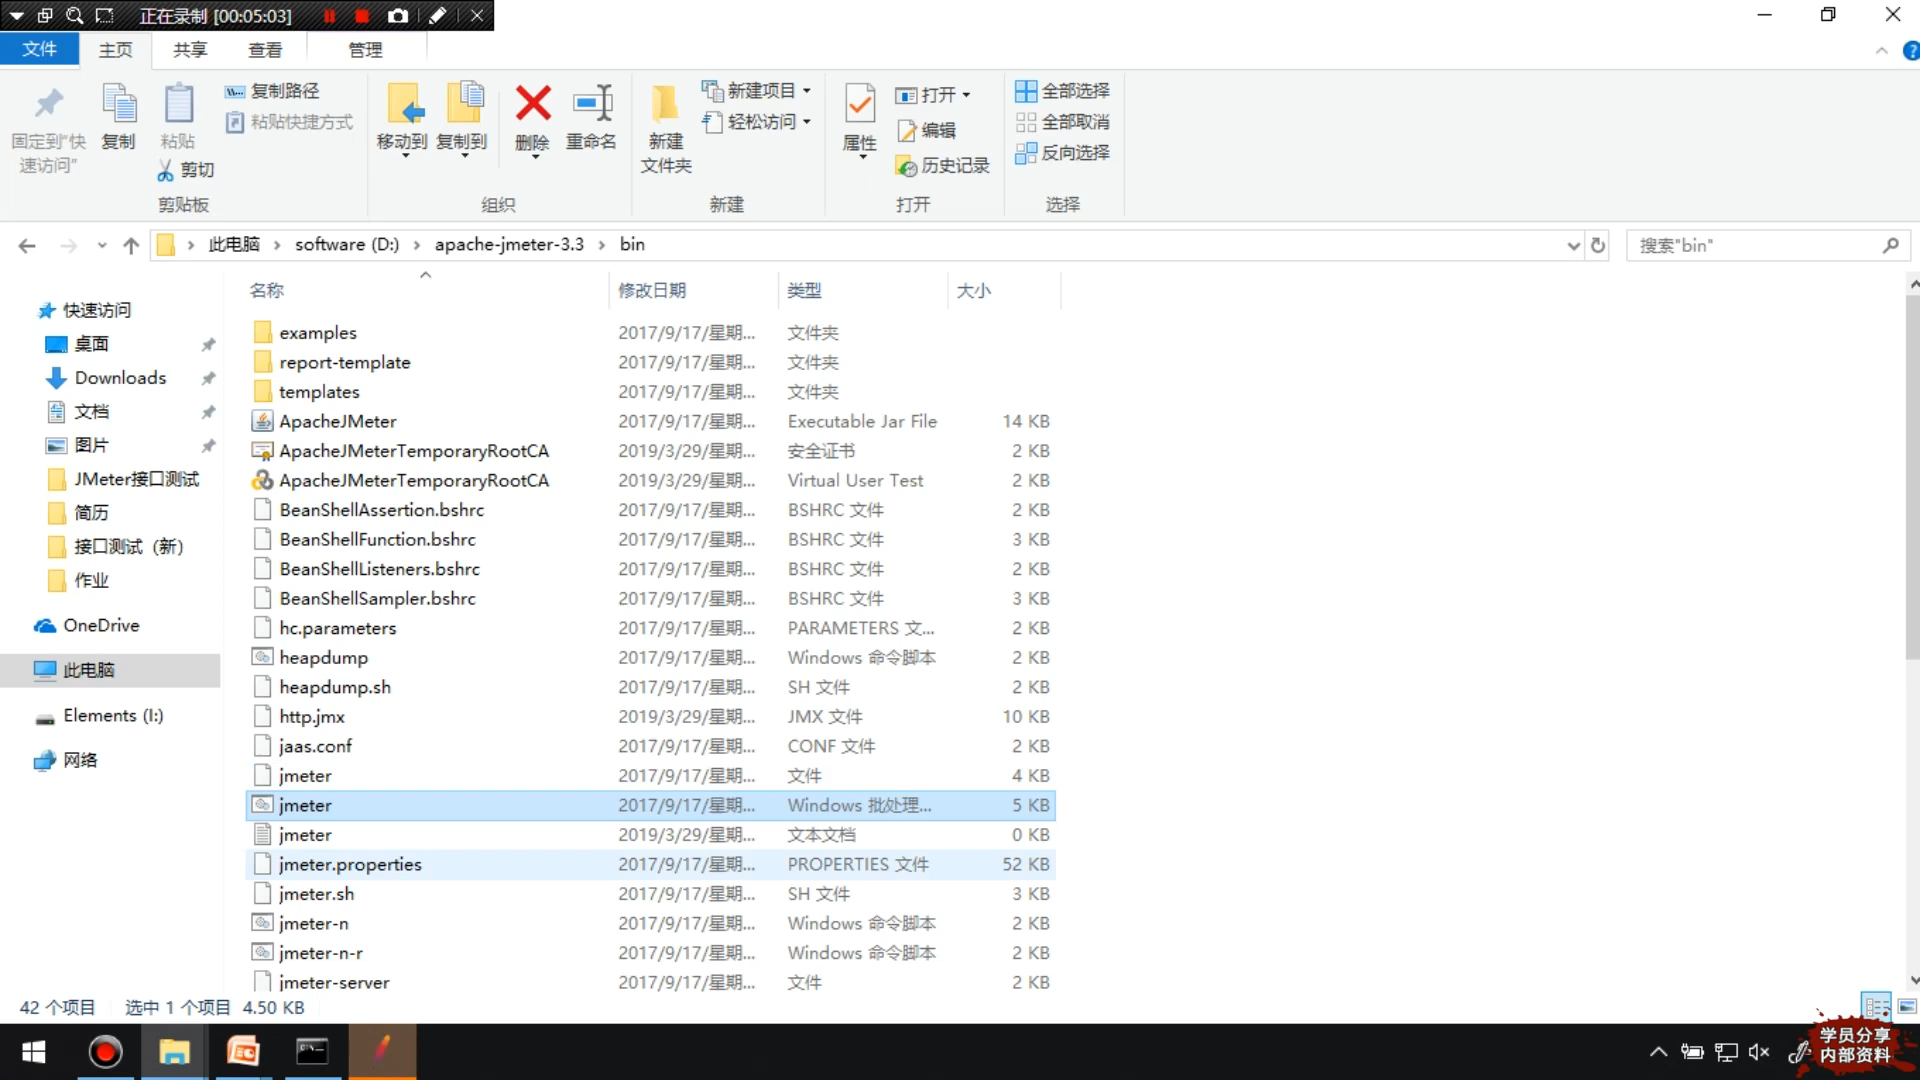 正在录制 [00:05:03]
文件 主页 共享 查看 管理
固定到"快速访问"
复制
粘贴
复制路径
粘贴快捷方式
剪切
剪贴板
移动到
复制到
删除
重命名
组织
新建文件夹
新建项目
轻松访问
新建
属性
打开
编辑
历史记录
打开
全部选择
全部取消
反向选择
选择
此电脑 software (D:) apache-jmeter-3.3 bin
搜索"bin"
快速访问
桌面
Downloads
文档
图片
JMeter接口测试
简历
接口测试（新）
作业
OneDrive
此电脑
Elements (I:)
网络
名称 修改日期 类型 大小
examples 2017/9/17/星期... 文件夹
report-template 2017/9/17/星期... 文件夹
templates 2017/9/17/星期... 文件夹
ApacheJMeter 2017/9/17/星期... Executable Jar File 14 KB
ApacheJMeterTemporaryRootCA 2019/3/29/星期... 安全证书 2 KB
ApacheJMeterTemporaryRootCA 2019/3/29/星期... Virtual User Test 2 KB
BeanShellAssertion.bshrc 2017/9/17/星期... BSHRC 文件 2 KB
BeanShellFunction.bshrc 2017/9/17/星期... BSHRC 文件 3 KB
BeanShellListeners.bshrc 2017/9/17/星期... BSHRC 文件 2 KB
BeanShellSampler.bshrc 2017/9/17/星期... BSHRC 文件 3 KB
hc.parameters 2017/9/17/星期... PARAMETERS 文... 2 KB
heapdump 2017/9/17/星期... Windows 命令脚本 2 KB
heapdump.sh 2017/9/17/星期... SH 文件 2 KB
http.jmx 2019/3/29/星期... JMX 文件 10 KB
jaas.conf 2017/9/17/星期... CONF 文件 2 KB
jmeter 2017/9/17/星期... 文件 4 KB
jmeter 2017/9/17/星期... Windows 批处理... 5 KB
jmeter 2019/3/29/星期... 文本文档 0 KB
jmeter.properties 2017/9/17/星期... PROPERTIES 文件 52 KB
jmeter.sh 2017/9/17/星期... SH 文件 3 KB
jmeter-n 2017/9/17/星期... Windows 命令脚本 2 KB
jmeter-n-r 2017/9/17/星期... Windows 命令脚本 2 KB
jmeter-server 2017/9/17/星期... 文件 2 KB
42 个项目 选中 1 个项目 4.50 KB
学员分享
内部资料